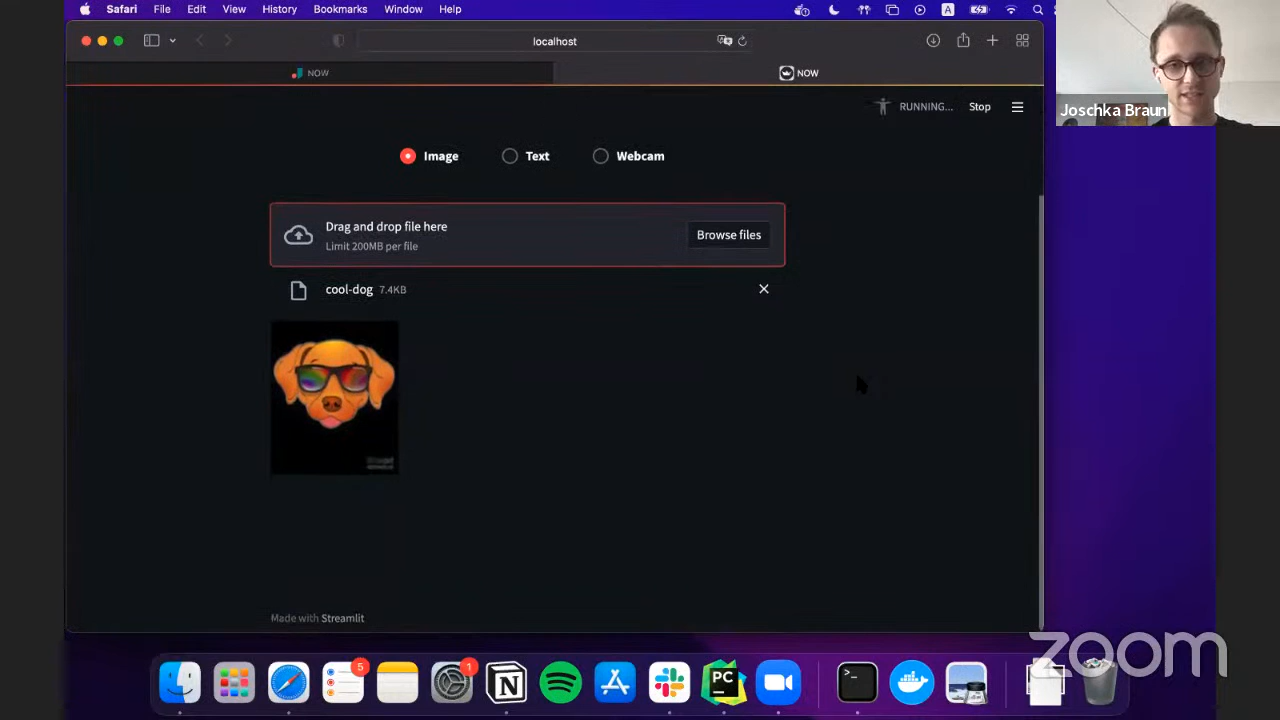 Safari File Edit View History Bookmarks Window Help
A
localhost
NOW
NOW
Joschka Braun
RUNNING... Stop
Image Text Webcam
Drag and drop file here
Limit 200MB per file
Browse files
cool-dog 7.4KB
Made with Streamlit
zoom
5
1
N
PC
>_